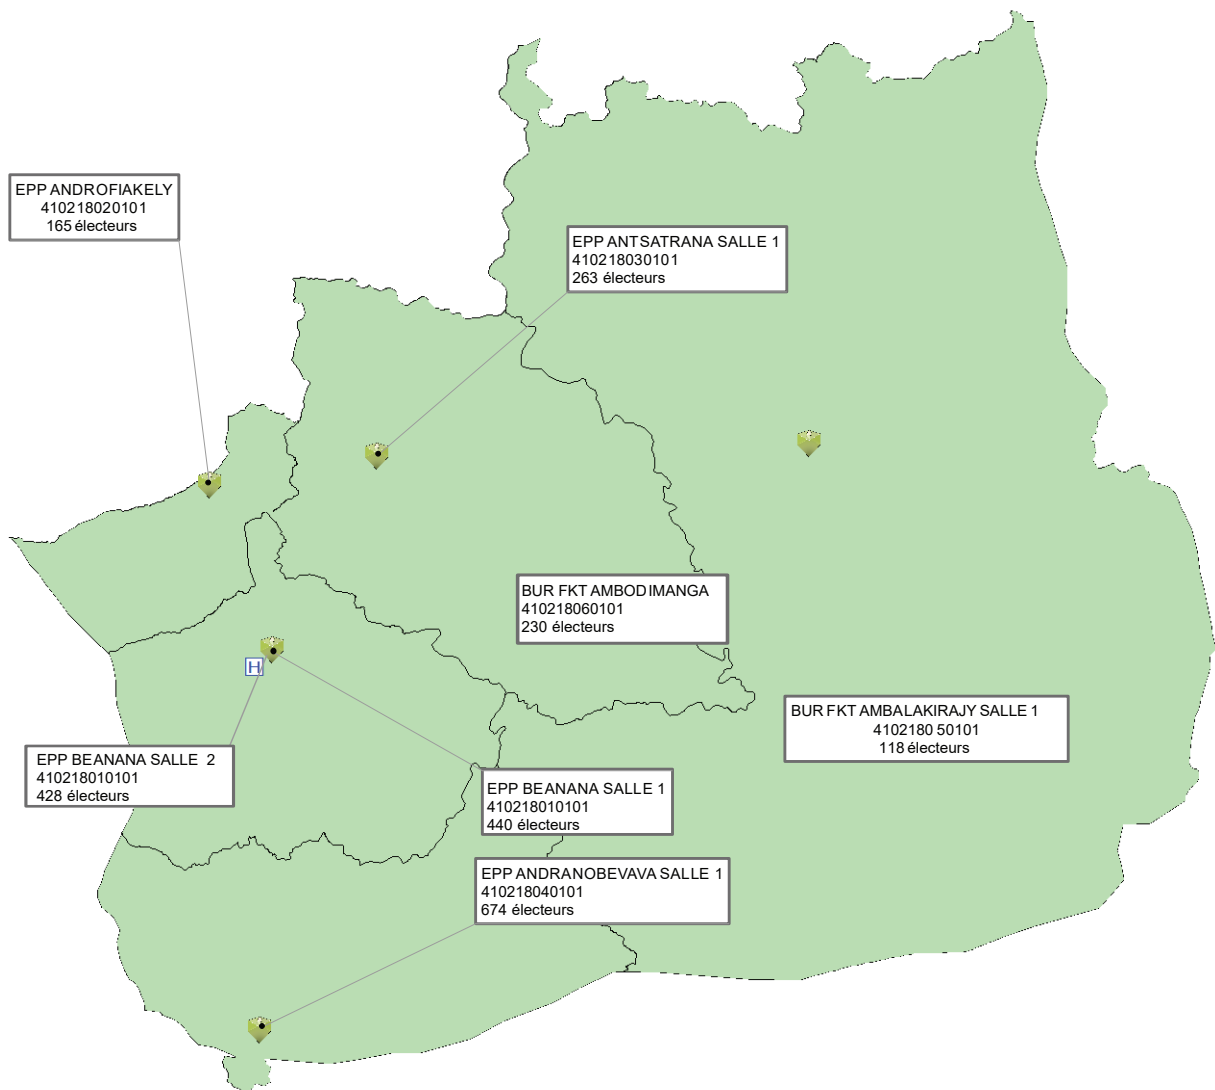 EPP ANDROFIAKELY
410218020101
165 électeurs
EPP ANTSATRANA SALLE 1
410218030101
263 électeurs
BUR FKT AMBODIMANGA
410218060101
230 électeurs
BUR FKT AMBALAKIRAJY SALLE 1
4102180 50101
118 électeurs
H
EPP BEANANA SALLE 2
410218010101
428 électeurs
EPP BEANANA SALLE 1
410218010101
440 électeurs
EPP ANDRANOBEVAVA SALLE 1
410218040101
674 électeurs